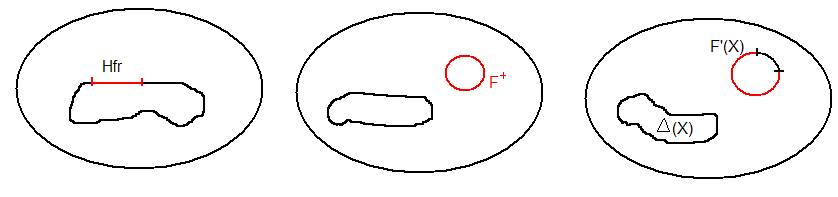 Hfr
F+
F'(X)
Δ(X)